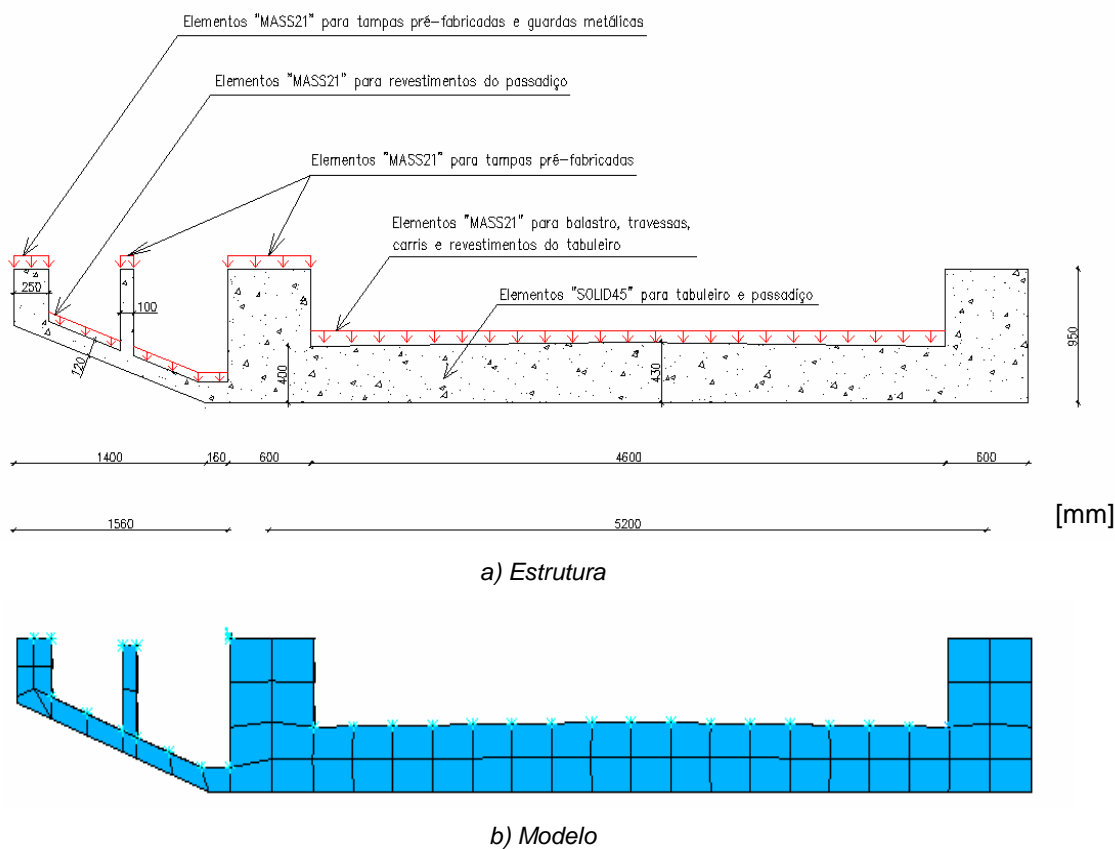 Elementos "MASS21" para tampas pré-fabricadas e guardas metálicas
Elementos "MASS21" para revestimentos do passadiço
Elementos "MASS21" para tampas pré-fabricadas
Elementos "MASS21" para balastro, travessas,
carris e revestimentos do tabuleiro
Elementos "SOLID45" para tabuleiro e passadiço
250
100
120
400
430
950
1400
160
600
4600
600
1560
5200
[mm]
a) Estrutura
1
b) Modelo